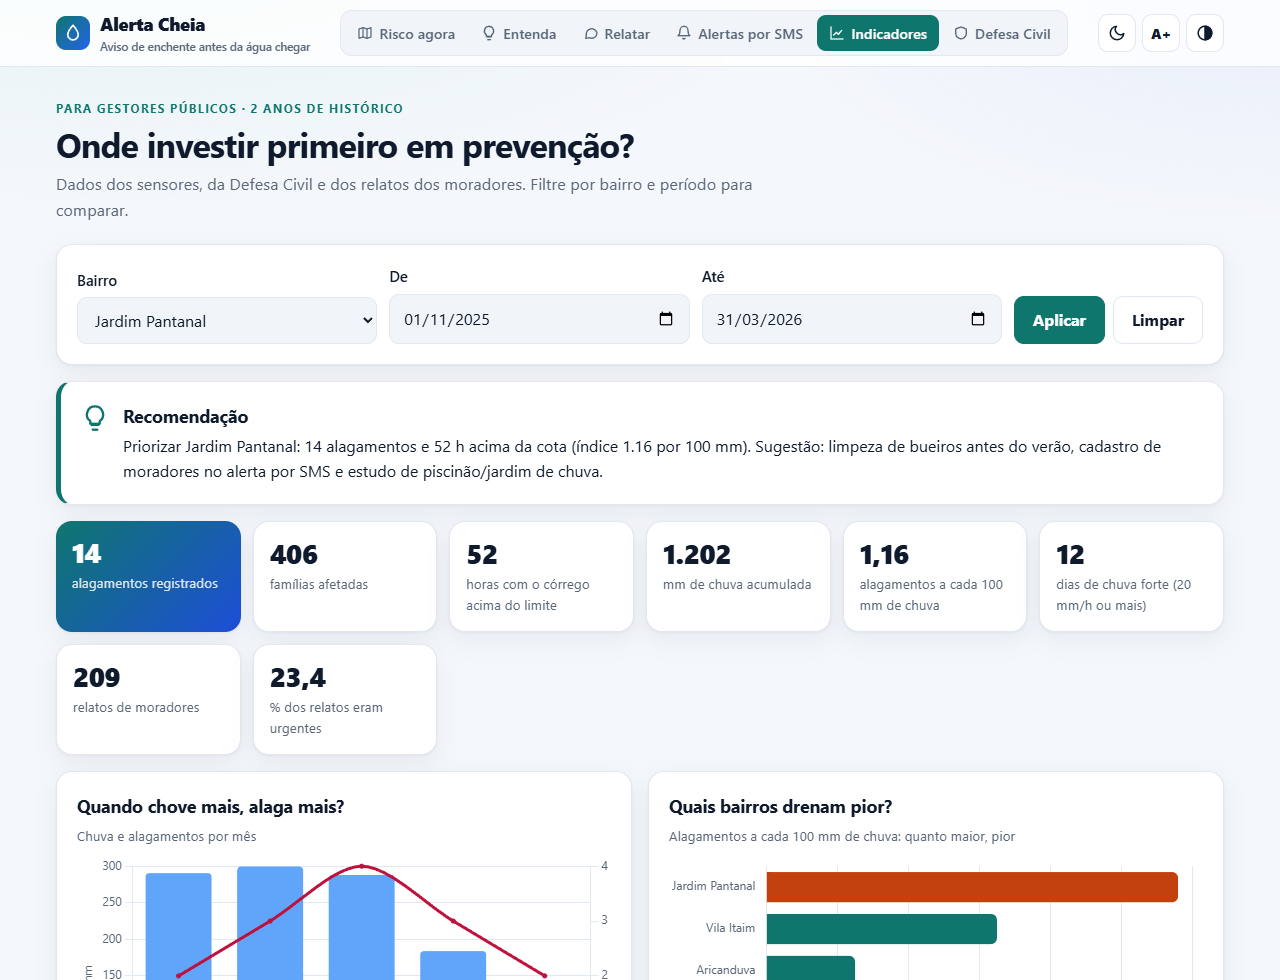 Alerta Cheia
Aviso de enchente antes da água chegar
Risco agora
Entenda
Relatar
Alertas por SMS
Indicadores
Defesa Civil
A+
PARA GESTORES PÚBLICOS · 2 ANOS DE HISTÓRICO
Onde investir primeiro em prevenção?
Dados dos sensores, da Defesa Civil e dos relatos dos moradores. Filtre por bairro e período para
comparar.
Bairro
Jardim Pantanal
De
01/11/2025
Até
31/03/2026
Aplicar
Limpar
Recomendação
Priorizar Jardim Pantanal: 14 alagamentos e 52 h acima da cota (índice 1.16 por 100 mm). Sugestão: limpeza de bueiros antes do verão, cadastro de
moradores no alerta por SMS e estudo de piscinão/jardim de chuva.
14
alagamentos registrados
406
famílias afetadas
52
horas com o córrego
acima do limite
1.202
mm de chuva acumulada
1,16
alagamentos a cada 100
mm de chuva
12
dias de chuva forte (20
mm/h ou mais)
209
relatos de moradores
23,4
% dos relatos eram
urgentes
Quando chove mais, alaga mais?
Chuva e alagamentos por mês
300
250
200
150
mm
4
3
2
Quais bairros drenam pior?
Alagamentos a cada 100 mm de chuva: quanto maior, pior
Jardim Pantanal
Vila Itaim
Aricanduva